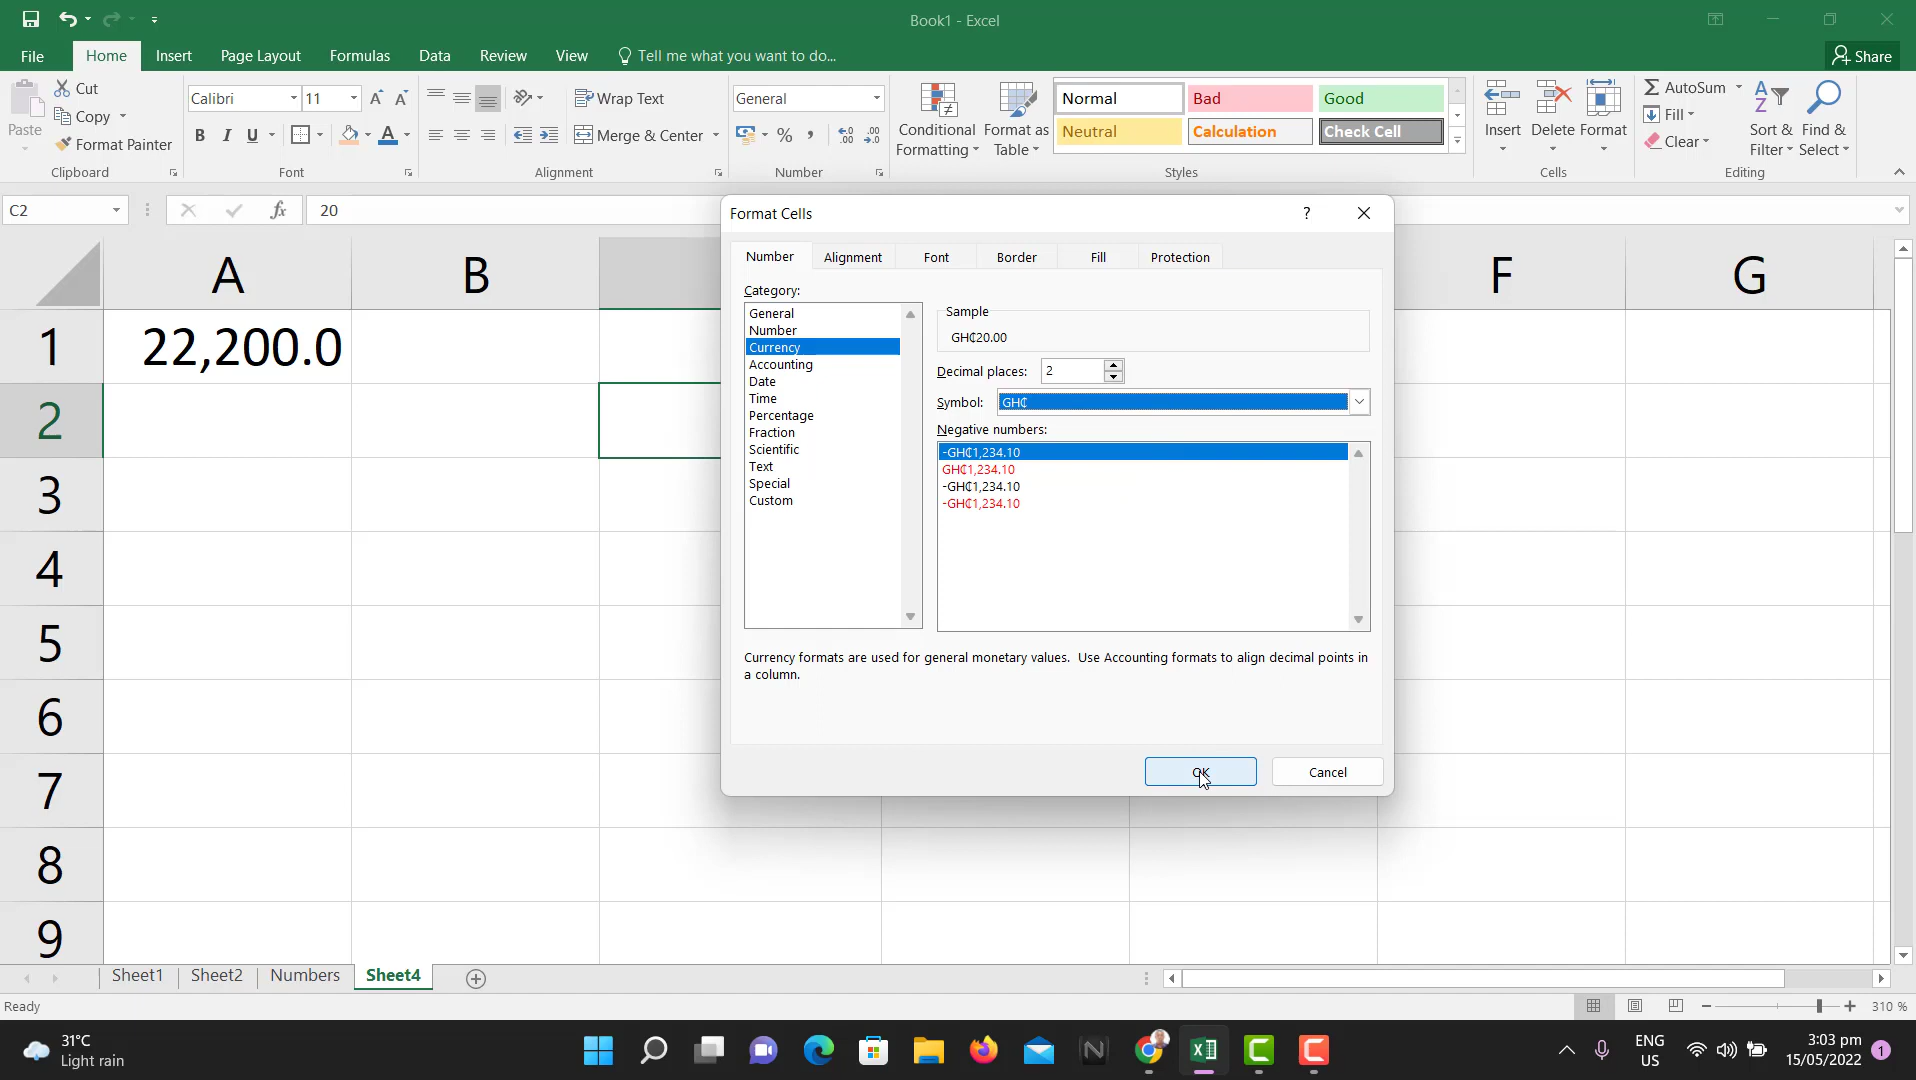 Book1 - Excel
File Home Insert Page Layout Formulas Data Review View Tell me what you want to do... Share
Paste
Cut
Copy
Format Painter
Clipboard
Calibri 11
B I U
Font
Wrap Text
Merge & Center
Alignment
General
% ,
Number
Conditional Formatting
Format as Table
Normal Bad Good
Neutral Calculation Check Cell
Styles
Insert Delete Format
Cells
AutoSum
Fill
Clear
Sort & Filter
Find & Select
Editing
C2 fx 20
A B F G
1 22,200.0
2
3
4
5
6
7
8
9
Format Cells ?
Number Alignment Font Border Fill Protection
Category:
General
Number
Currency
Accounting
Date
Time
Percentage
Fraction
Scientific
Text
Special
Custom
Sample
GH₵20.00
Decimal places: 2
Symbol: GH₵
Negative numbers:
-GH₵1,234.10
GH₵1,234.10
-GH₵1,234.10
-GH₵1,234.10
Currency formats are used for general monetary values. Use Accounting formats to align decimal points in
a column.
OK Cancel
Sheet1 Sheet2 Numbers Sheet4
Ready 310 %
31°C
Light rain
ENG
US
3:03 pm
15/05/2022
1